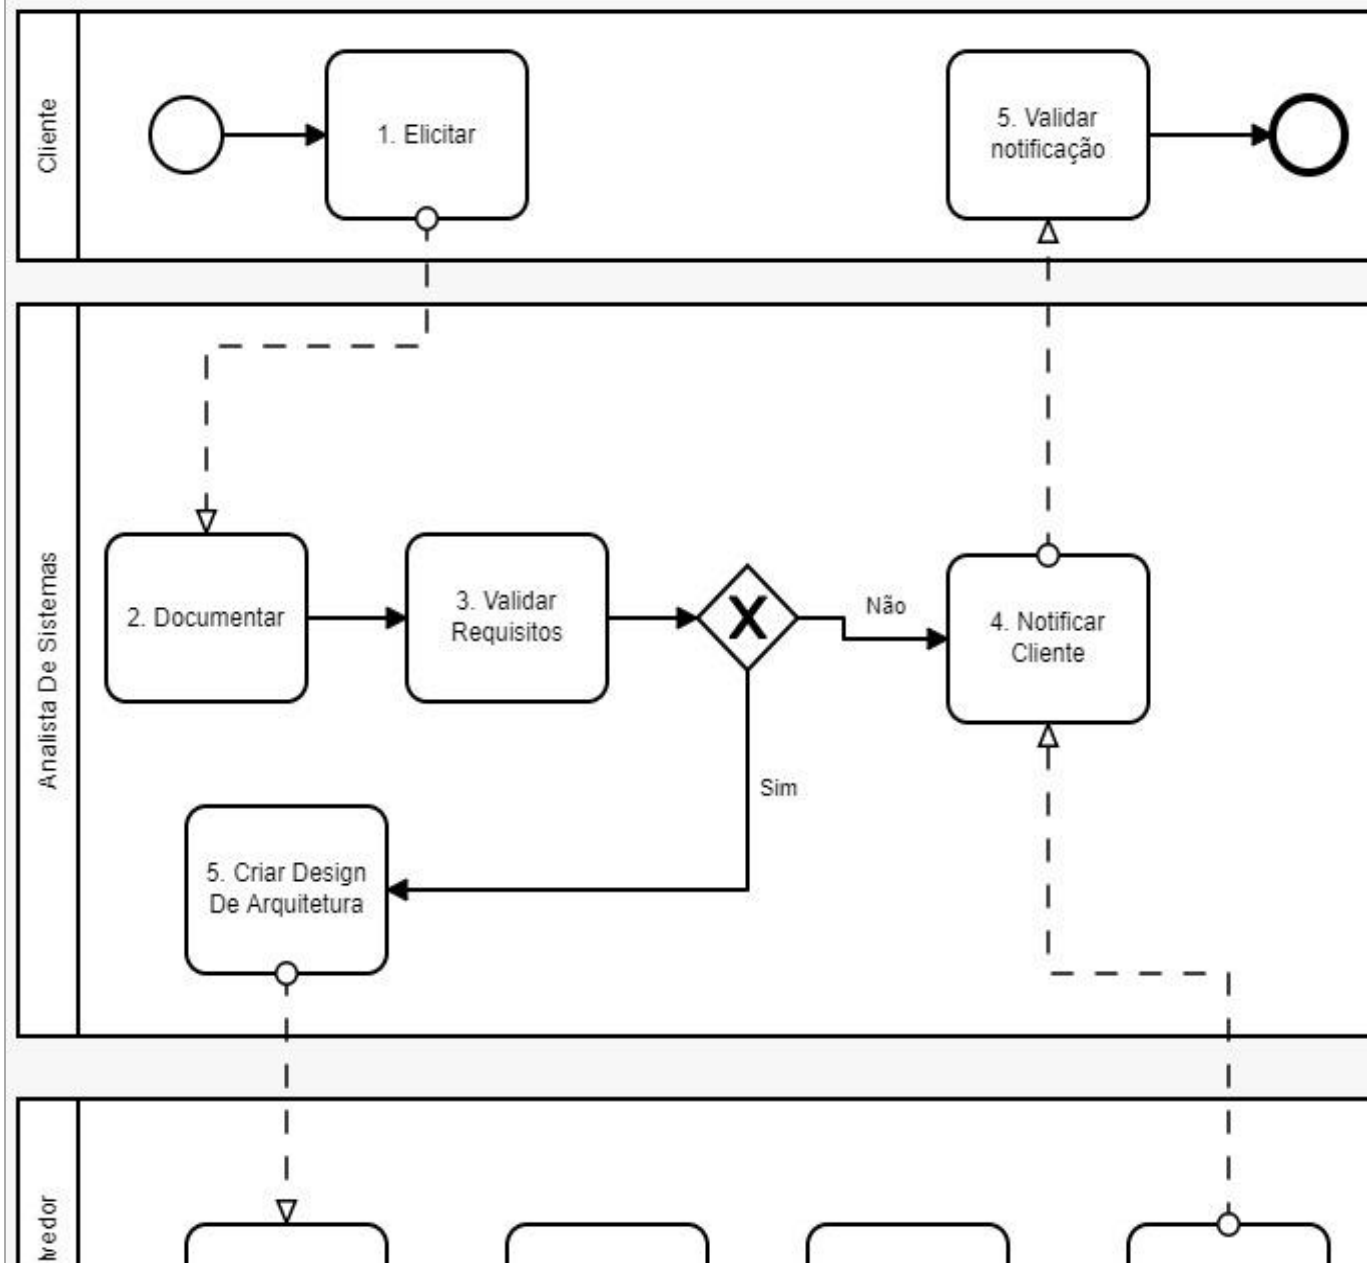 Cliente
1. Elicitar
5. Validar
notificação
Analista De Sistemas
2. Documentar
3. Validar
Requisitos
Não
4. Notificar
Cliente
Sim
5. Criar Design
De Arquitetura